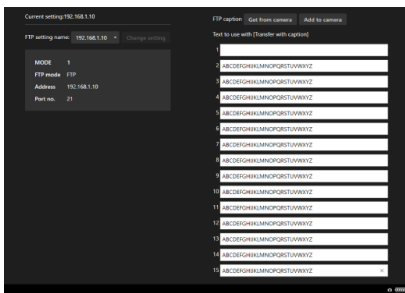 Current setting:192.168.1.10
FTP setting name: 192.168.1.10 Change setting
MODE 1
FTP mode FTP
Address 192.168.1.10
Port no. 21
FTP caption Get from camera Add to camera
Text to use with [Transfer with caption]
1
2 ABCDEFGHIJKLMNOPQRSTUVWXYZ
3 ABCDEFGHIJKLMNOPQRSTUVWXYZ
4 ABCDEFGHIJKLMNOPQRSTUVWXYZ
5 ABCDEFGHIJKLMNOPQRSTUVWXYZ
6 ABCDEFGHIJKLMNOPQRSTUVWXYZ
7 ABCDEFGHIJKLMNOPQRSTUVWXYZ
8 ABCDEFGHIJKLMNOPQRSTUVWXYZ
9 ABCDEFGHIJKLMNOPQRSTUVWXYZ
10 ABCDEFGHIJKLMNOPQRSTUVWXYZ
11 ABCDEFGHIJKLMNOPQRSTUVWXYZ
12 ABCDEFGHIJKLMNOPQRSTUVWXYZ
13 ABCDEFGHIJKLMNOPQRSTUVWXYZ
14 ABCDEFGHIJKLMNOPQRSTUVWXYZ
15 ABCDEFGHIJKLMNOPQRSTUVWXYZ